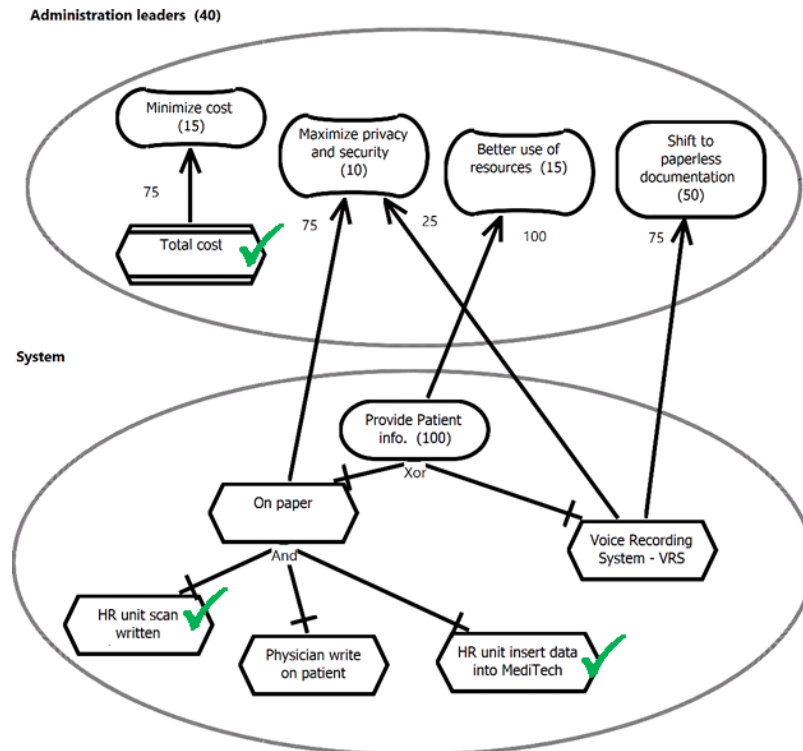 Administration leaders (40)
Minimize cost
(15)
Maximize privacy
and security
(10)
Better use of
resources (15)
Shift to
paperless
documentation
(50)
75
75
25
100
75
Total cost
System
Provide Patient
info. (100)
Xor
On paper
Voice Recording
System - VRS
And
HR unit scan
written
Physician write
on patient
HR unit insert data
into MediTech